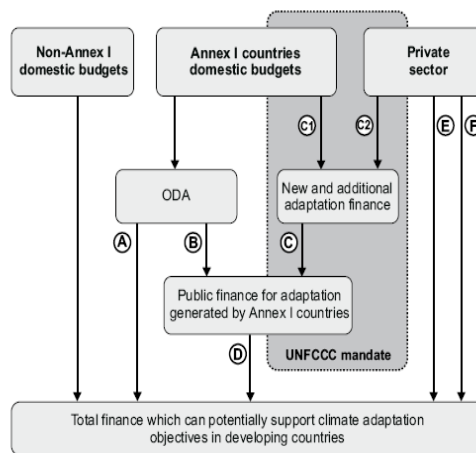 Non-Annex I
domestic budgets
Annex I countries
domestic budgets
Private
sector
C1
C2
E
F
ODA
New and additional
adaptation finance
A
B
C
Public finance for adaptation
generated by Annex I countries
D
UNFCCC mandate
Total finance which can potentially support climate adaptation
objectives in developing countries